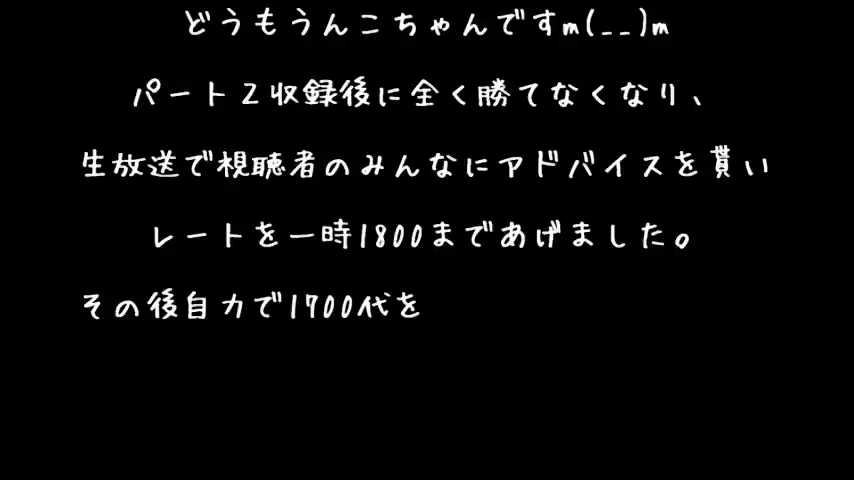 どうもうんこちゃんですm(__)m
パート2収録後に全く勝てなくなり、
生放送で視聴者のみんなにアドバイスを貰い
レートを一時1800まであげました。
その後自力で1700代を